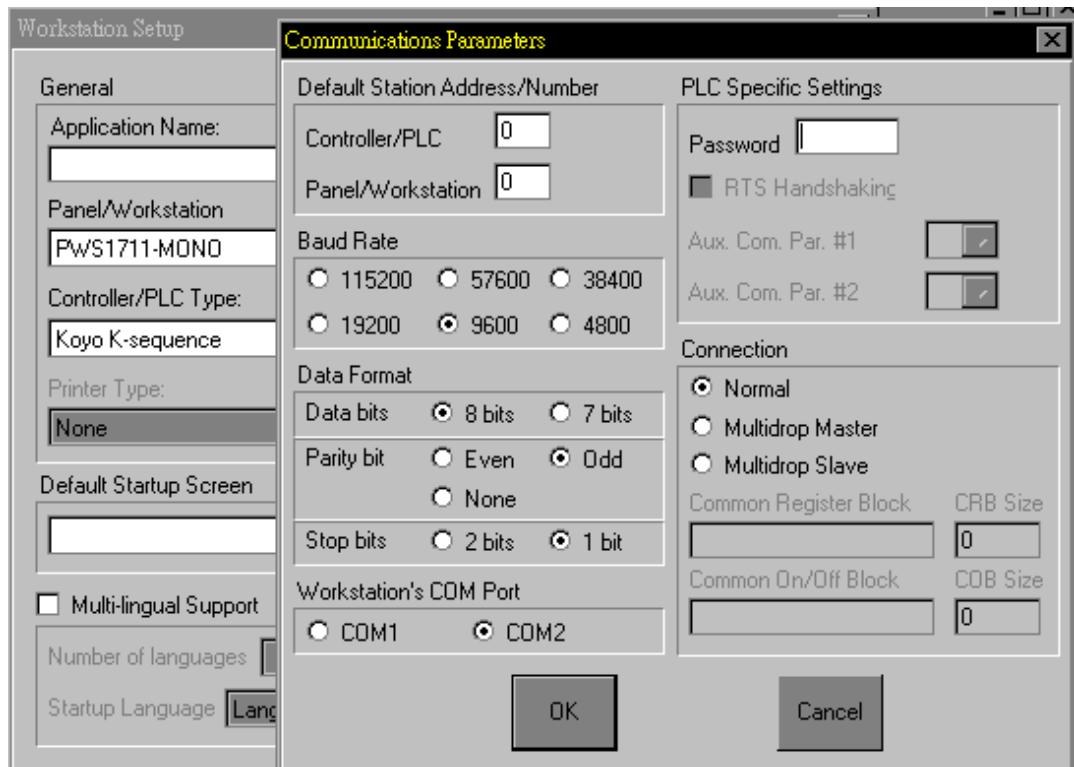 Workstation Setup
General
Application Name:
Panel/Workstation
PWS1711-MONO
Controller/PLC Type:
Koyo K-sequence
Printer Type:
None
Default Startup Screen
Multi-lingual Support
Number of languages
Startup Language Lang
Communications Parameters
Default Station Address/Number
Controller/PLC 0
Panel/Workstation 0
Baud Rate
115200 57600 38400
19200 9600 4800
Data Format
Data bits 8 bits 7 bits
Parity bit Even Odd
None
Stop bits 2 bits 1 bit
Workstation's COM Port
COM1 COM2
PLC Specific Settings
Password
RTS Handshaking
Aux. Com. Par. #1
Aux. Com. Par. #2
Connection
Normal
Multidrop Master
Multidrop Slave
Common Register Block CRB Size
0
Common On/Off Block COB Size
0
OK Cancel